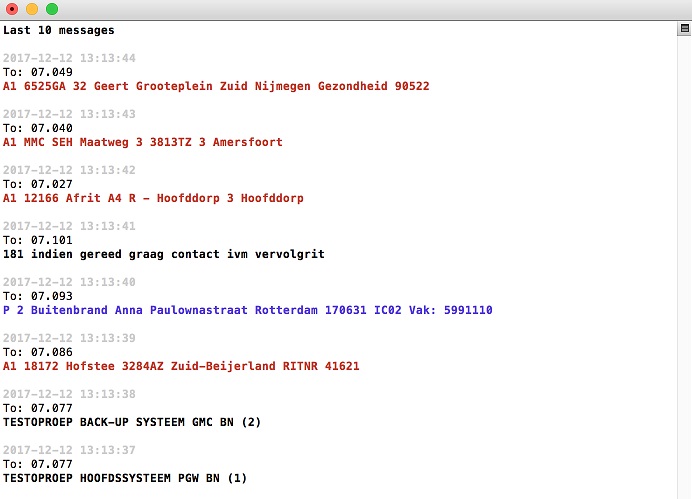 Last 10 messages
2017-12-12 13:13:44
To: 07.049
A1 6525GA 32 Geert Grooteplein Zuid Nijmegen Gezondheid 90522
2017-12-12 13:13:43
To: 07.040
A1 MMC SEH Maatweg 3 3813TZ 3 Amersfoort
2017-12-12 13:13:42
To: 07.027
A1 12166 Afrit A4 R - Hoofddorp 3 Hoofddorp
2017-12-12 13:13:41
To: 07.101
181 indien gereed graag contact ivm vervolgrit
2017-12-12 13:13:40
To: 07.093
P 2 Buitenbrand Anna Paulownastraat Rotterdam 170631 IC02 Vak: 5991110
2017-12-12 13:13:39
To: 07.086
A1 18172 Hofstee 3284AZ Zuid-Beijerland RITNR 41621
2017-12-12 13:13:38
To: 07.077
TESTOPROEP BACK-UP SYSTEEM GMC BN (2)
2017-12-12 13:13:37
To: 07.077
TESTOPROEP HOOFDSSYSTEEM PGW BN (1)